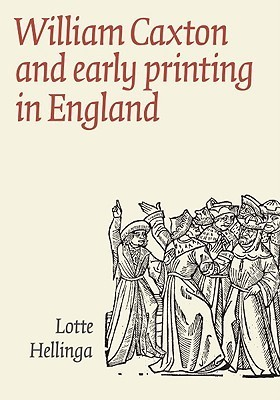 William Caxton
and early printing
in England
Lotte
Hellinga